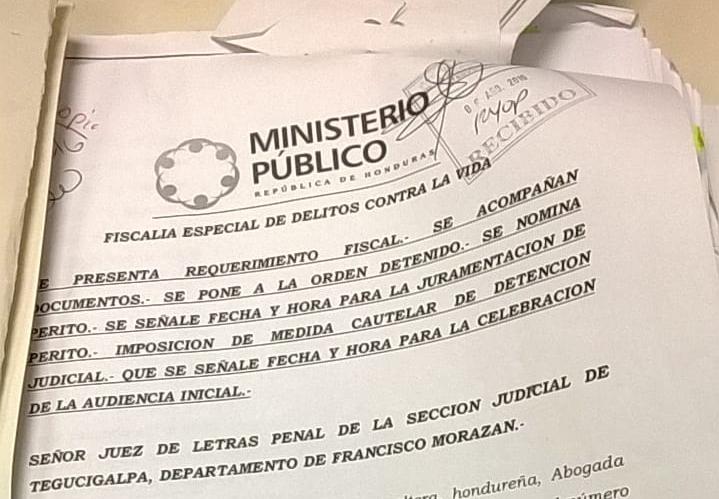 MINISTERIO
PÚBLICO
REPÚBLICA DE HONDURAS
AGO. 2016
RECIBIDO
FISCALIA ESPECIAL DE DELITOS CONTRA LA VIDA
E PRESENTA REQUERIMIENTO FISCAL.- SE ACOMPAÑAN
DOCUMENTOS.- SE PONE A LA ORDEN DETENIDO.- SE NOMINA
PERITO.- SE SEÑALE FECHA Y HORA PARA LA JURAMENTACION DE
PERITO.- IMPOSICION DE MEDIDA CAUTELAR DE DETENCION
JUDICIAL.- QUE SE SEÑALE FECHA Y HORA PARA LA CELEBRACION
DE LA AUDIENCIA INICIAL.-
SEÑOR JUEZ DE LETRAS PENAL DE LA SECCION JUDICIAL DE
TEGUCIGALPA, DEPARTAMENTO DE FRANCISCO MORAZAN.-
hondureña, Abogada
número